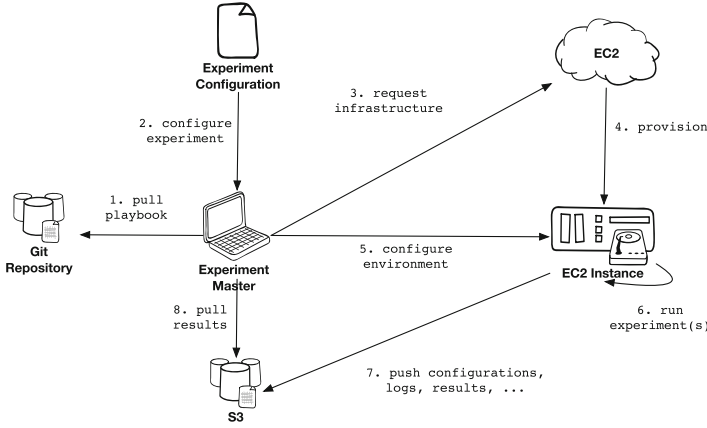 Experiment
Configuration
EC2
3. request
infrastructure
2. configure
experiment
4. provision
1. pull
playbook
Git
Repository
Experiment
Master
5. configure
environment
EC2 Instance
6. run
experiment(s)
8. pull
results
7. push configurations,
logs, results, ...
S3